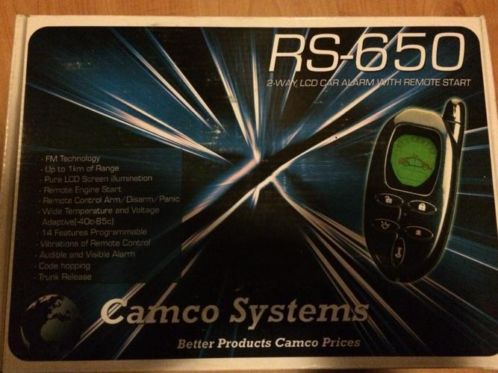 RS-650
2-WAY, LCD CAR ALARM WITH REMOTE START
- FM Technology
- Up to 1km of Range
- Pure LCD Screen illumination
- Remote Engine Start
- Remote Control Arm/Disarm/Panic
- Wide Temperature and Voltage
Adaptive(-40c-85c)
- 14 Features Programmable
- Vibrations of Remote Control
- Audible and Visible Alarm
- Code hopping
- Trunk Release
Camco Systems
Better Products Camco Prices